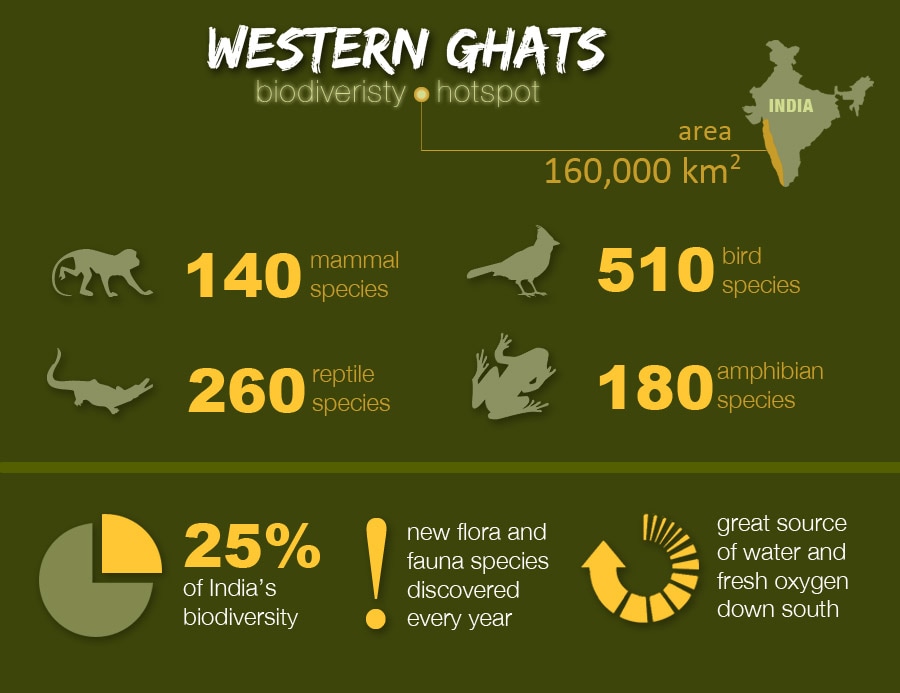 WESTERN GHATS
biodiveristy hotspot
INDIA
area
160,000 km²
140 mammal
species
510 bird
species
260 reptile
species
180 amphibian
species
25%
of India's
biodiversity
new flora and
fauna species
discovered
every year
great source
of water and
fresh oxygen
down south